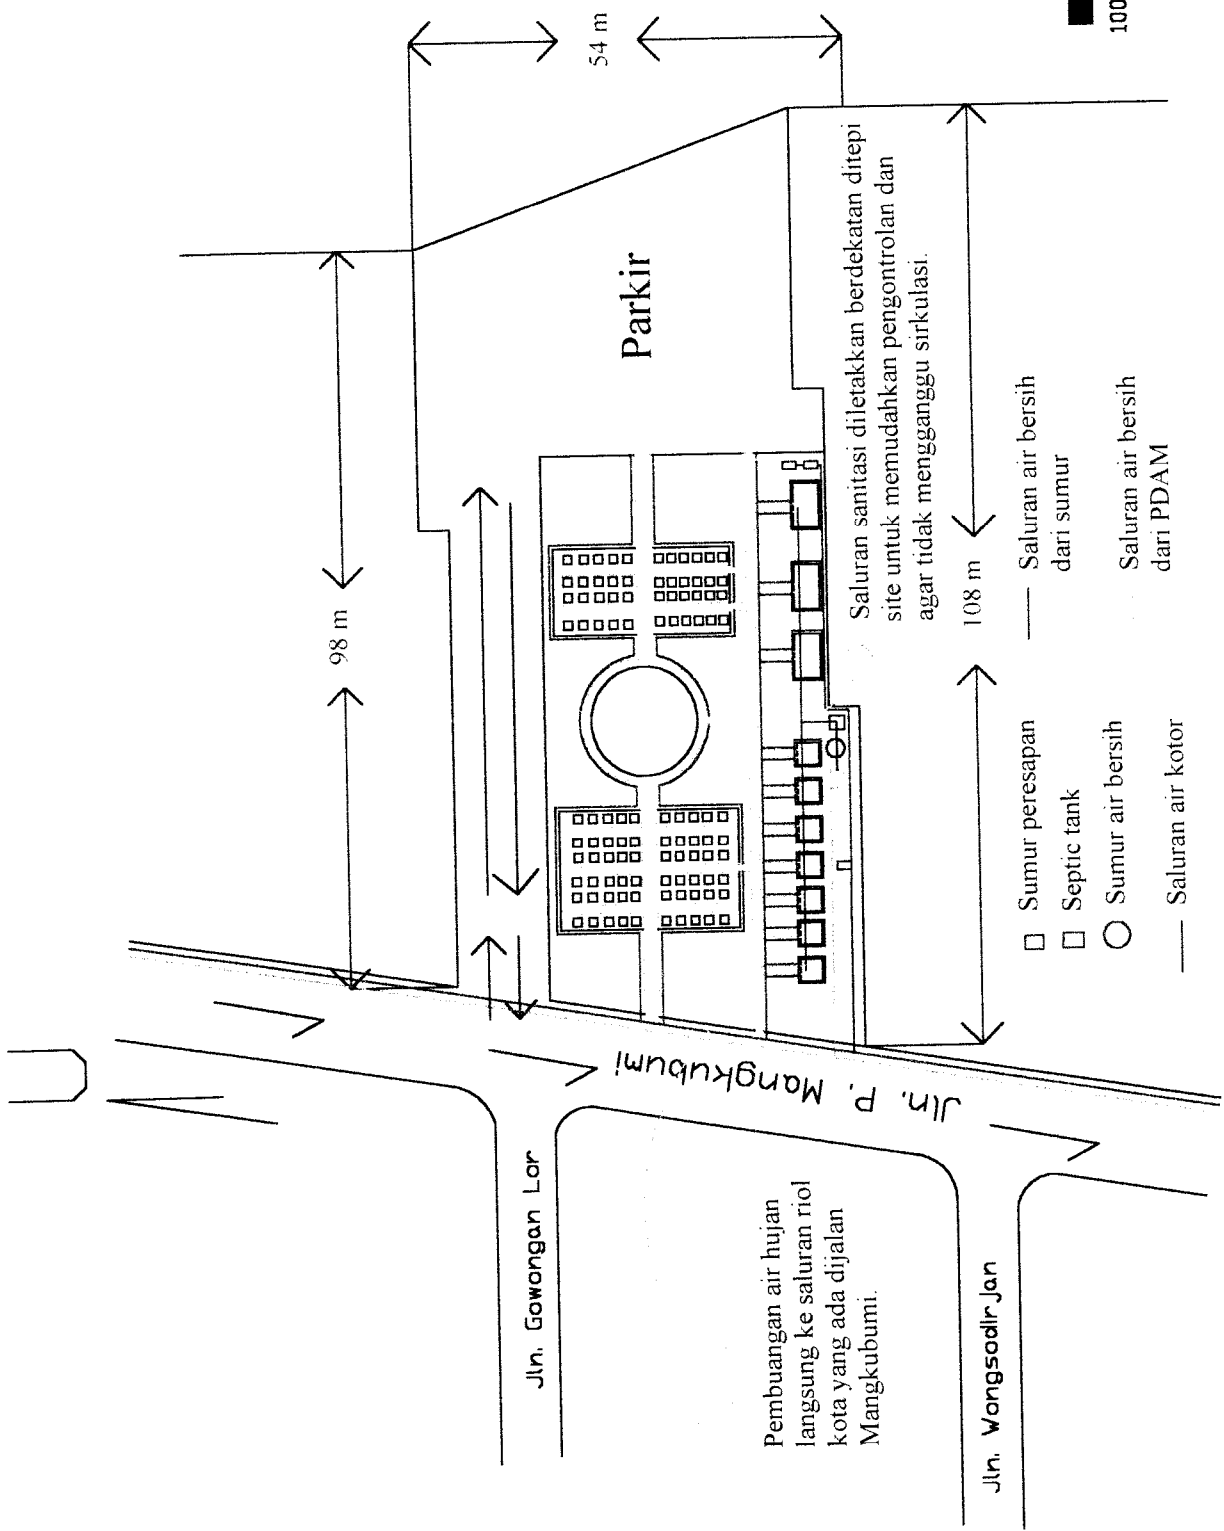 54 m
98 m
Parkir
Saluran sanitasi diletakkan berdekatan ditepi
site untuk memudahkan pengontrolan dan
agar tidak mengganggu sirkulasi.
108 m
Jln. P. Mangkubumi
Jln. Gowongan Lor
Jln. Wongsodirjan
Pembuangan air hujan
langsung ke saluran riol
kota yang ada dijalan
Mangkubumi.
Sumur peresapan
Septic tank
Sumur air bersih
Saluran air kotor
Saluran air bersih
dari sumur
Saluran air bersih
dari PDAM
100